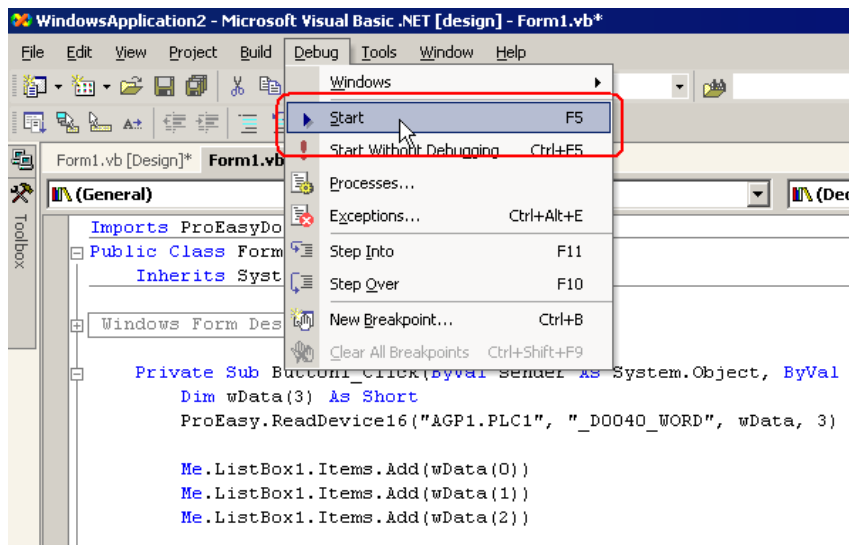 WindowsApplication2 - Microsoft Visual Basic .NET [design] - Form1.vb*
File Edit View Project Build Debug Tools Window Help
Windows
Start F5
Start Without Debugging Ctrl+F5
Form1.vb [Design]* Form1.vb
Processes...
(General) (Dec
Exceptions... Ctrl+Alt+E
Toolbox
Imports ProEasyDo
Public Class Form
Step Into F11
Inherits Syst
Step Over F10
Windows Form Des
New Breakpoint... Ctrl+B
Clear All Breakpoints Ctrl+Shift+F9
Private Sub Button1_Click(ByVal sender As System.Object, ByVal
Dim wData(3) As Short
ProEasy.ReadDevice16("AGP1.PLC1", "_D0040_WORD", wData, 3)
Me.ListBox1.Items.Add(wData(0))
Me.ListBox1.Items.Add(wData(1))
Me.ListBox1.Items.Add(wData(2))